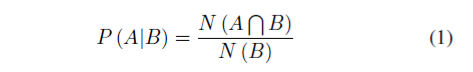 P (A|B) = N (A ⋂ B) / N (B) (1)